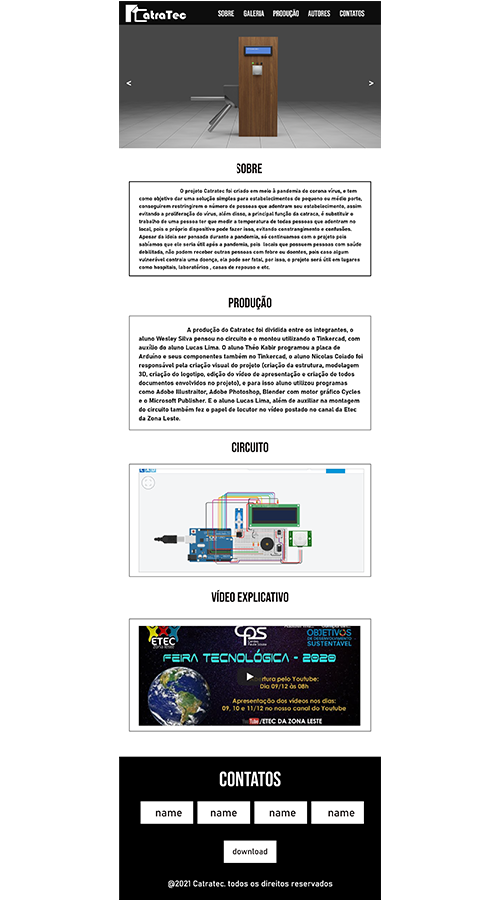 CatraTec
SOBRE GALERIA PRODUÇÃO AUTORES CONTATOS
< >
SOBRE
O projeto Catratec foi criado em meio à pandemia do corona vírus, e tem
como objetivo dar uma solução simples para estabelecimentos de pequeno ou médio porte,
conseguirem restringirem o número de pessoas que adentram seu estabelecimento, assim
evitando a proliferação do vírus, além disso, a principal função da catraca, é substituir o
trabalho de uma pessoa ter que medir a temperatura de todas pessoas que adentram no
local, pois o próprio dispositivo pode fazer isso, evitando constrangimento e confusões.
Apesar da ideia ser pensada durante a pandemia, só continuamos com o projeto pois
sabíamos que ele seria útil após a pandemia, pois locais que possuem pessoas com saúde
debilitada, não podem receber outras pessoas com febre ou doentes, pois caso algum
vulnerável contraia uma doença, ela pode ser fatal, por isso, o projeto será útil em lugares
como hospitais, laboratórios , casas de repouso e etc.
PRODUÇÃO
A produção do Catratec foi dividida entre os integrantes, o
aluno Wesley Silva pensou no circuito e o montou utilizando o Tinkercad, com
auxílio do aluno Lucas Lima. O aluno Théo Kabir programou a placa de
Arduíno e seus componentes também no Tinkercad, o aluno Nicolas Coiado foi
responsável pela criação visual do projeto (criação da estrutura, modelagem
3D, criação do logotipo, edição do vídeo de apresentação e criação de todos
documentos envolvidos no projeto), e para isso aluno utilizou programas
como Adobe Illustraitor, Adobe Photoshop, Blender com motor gráfico Cycles
e o Microsoft Publisher. E o aluno Lucas Lima, além de auxiliar na montagem
do circuito também fez o papel de locutor no vídeo postado no canal da Etec
da Zona Leste.
CIRCUITO
VÍDEO EXPLICATIVO
ETEC
ZONA LESTE
CPS
OBJETIVOS
DE DESENVOLVIMENTO
SUSTENTÁVEL
FEIRA TECNOLÓGICA - 2020
pertura pelo Youtube:
Dia 09/12 às 08h
Apresentação dos vídeos nos dias:
09, 10 e 11/12 no nosso canal do Youtube
YouTube /ETEC DA ZONA LESTE
CONTATOS
name name name name
download
@2021 Catratec. todos os direitos reservados